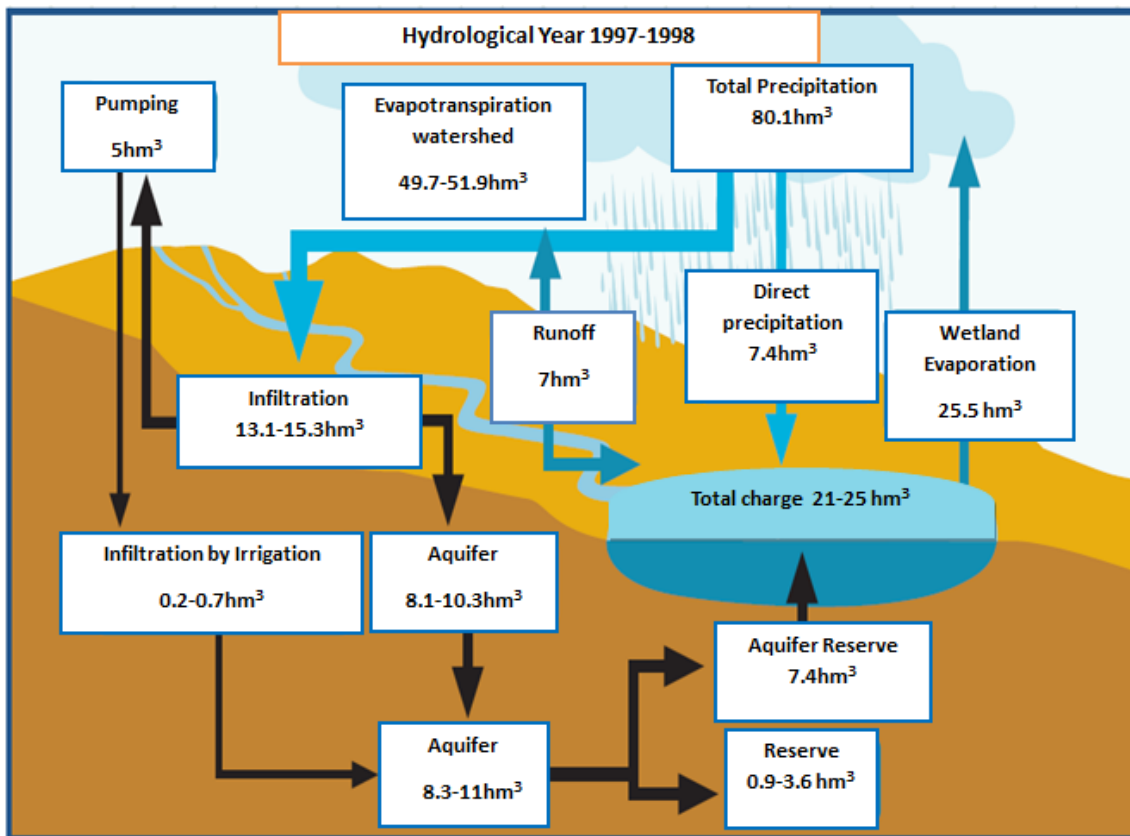 Hydrological Year 1997-1998
Pumping
5hm³
Evapotranspiration
watershed
49.7-51.9hm³
Total Precipitation
80.1hm³
Direct
precipitation
7.4hm³
Runoff
7hm³
Wetland
Evaporation
25.5 hm³
Infiltration
13.1-15.3hm³
Total charge 21-25 hm³
Infiltration by Irrigation
0.2-0.7hm³
Aquifer
8.1-10.3hm³
Aquifer Reserve
7.4hm³
Aquifer
8.3-11hm³
Reserve
0.9-3.6 hm³